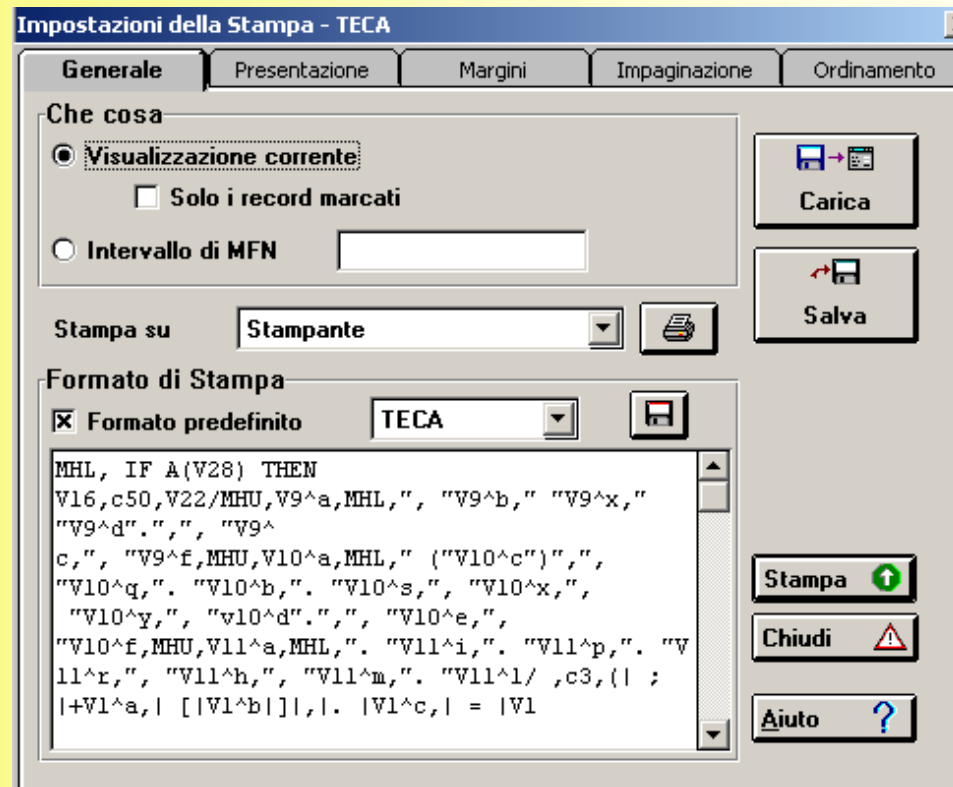 Impostazioni della Stampa - TECA
Generale Presentazione Margini Impaginazione Ordinamento
Che cosa
Visualizzazione corrente
Solo i record marcati
Intervallo di MFN
Carica
Salva
Stampa su Stampante
Formato di Stampa
Formato predefinito TECA
MHL, IF A(V28) THEN
V16,c50,V22/MHU,V9^a,MHL,", "V9^b," "V9^x,"
"V9^d".",", "V9^
c,", "V9^f,MHU,V10^a,MHL," ("V10^c")",",
"V10^q,". "V10^b,". "V10^s,", "V10^x,",
"V10^y,", "v10^d".",", "V10^e,",
"V10^f,MHU,V11^a,MHL,". "V11^i,". "V11^p,". "V
11^r,", "V11^h,", "V11^m,". "V11^l/ ,c3,(| ;
|+V1^a,| [|V1^b|]|,|. |V1^c,| = |V1
Stampa
Chiudi
Aiuto ?